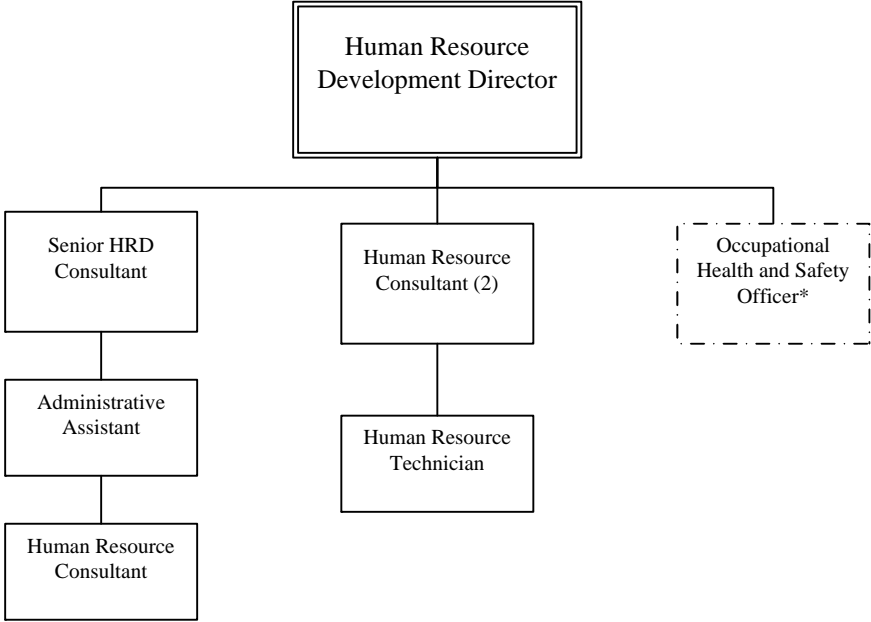 Human Resource
Development Director
Senior HRD
Consultant
Human Resource
Consultant (2)
Occupational
Health and Safety
Officer*
Administrative
Assistant
Human Resource
Technician
Human Resource
Consultant